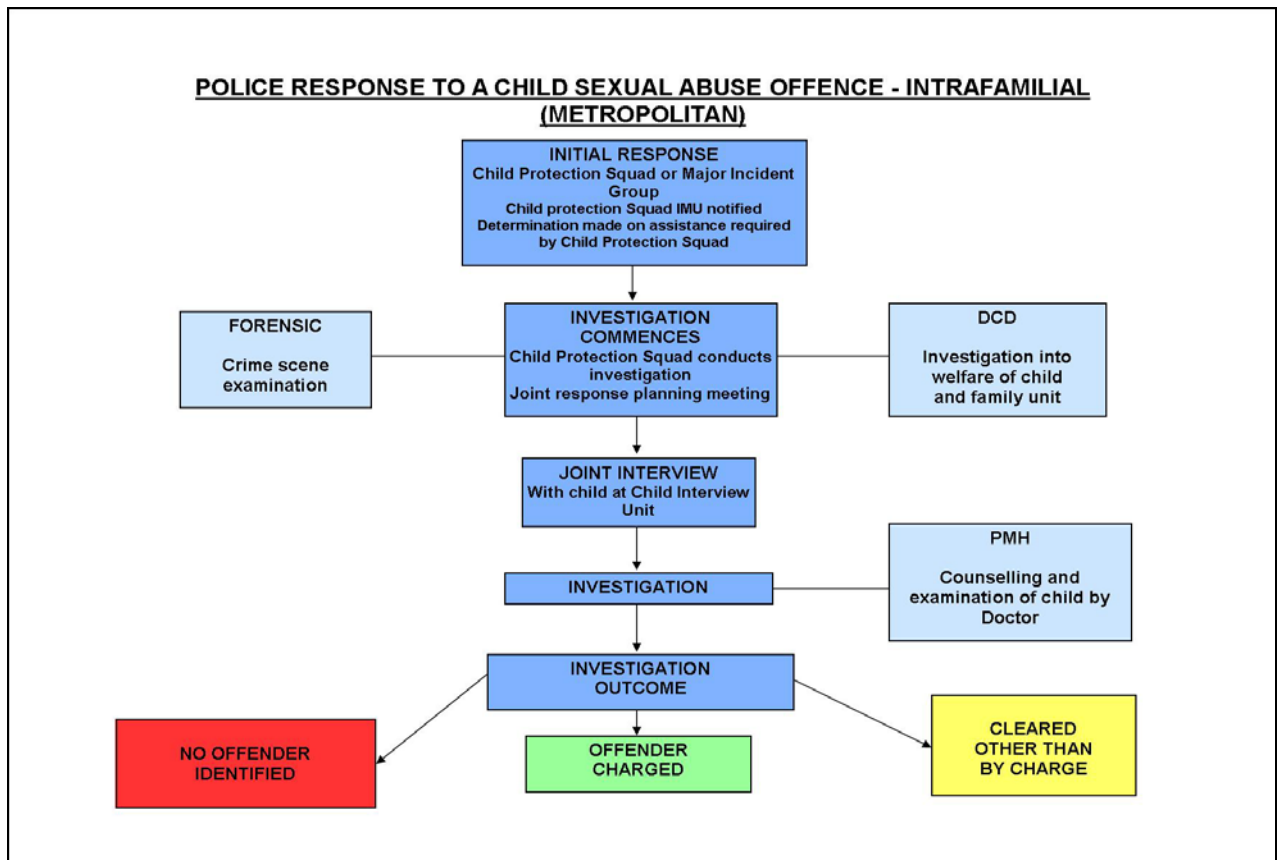 POLICE RESPONSE TO A CHILD SEXUAL ABUSE OFFENCE - INTRAFAMILIAL
(METROPOLITAN)
INITIAL RESPONSE
Child Protection Squad or Major Incident
Group
Child protection Squad IMU notified
Determination made on assistance required
by Child Protection Squad
FORENSIC
Crime scene
examination
INVESTIGATION
COMMENCES
Child Protection Squad conducts
investigation
Joint response planning meeting
DCD
Investigation into
welfare of child
and family unit
JOINT INTERVIEW
With child at Child Interview
Unit
INVESTIGATION
PMH
Counselling and
examination of child by
Doctor
INVESTIGATION
OUTCOME
NO OFFENDER
IDENTIFIED
OFFENDER
CHARGED
CLEARED
OTHER THAN
BY CHARGE